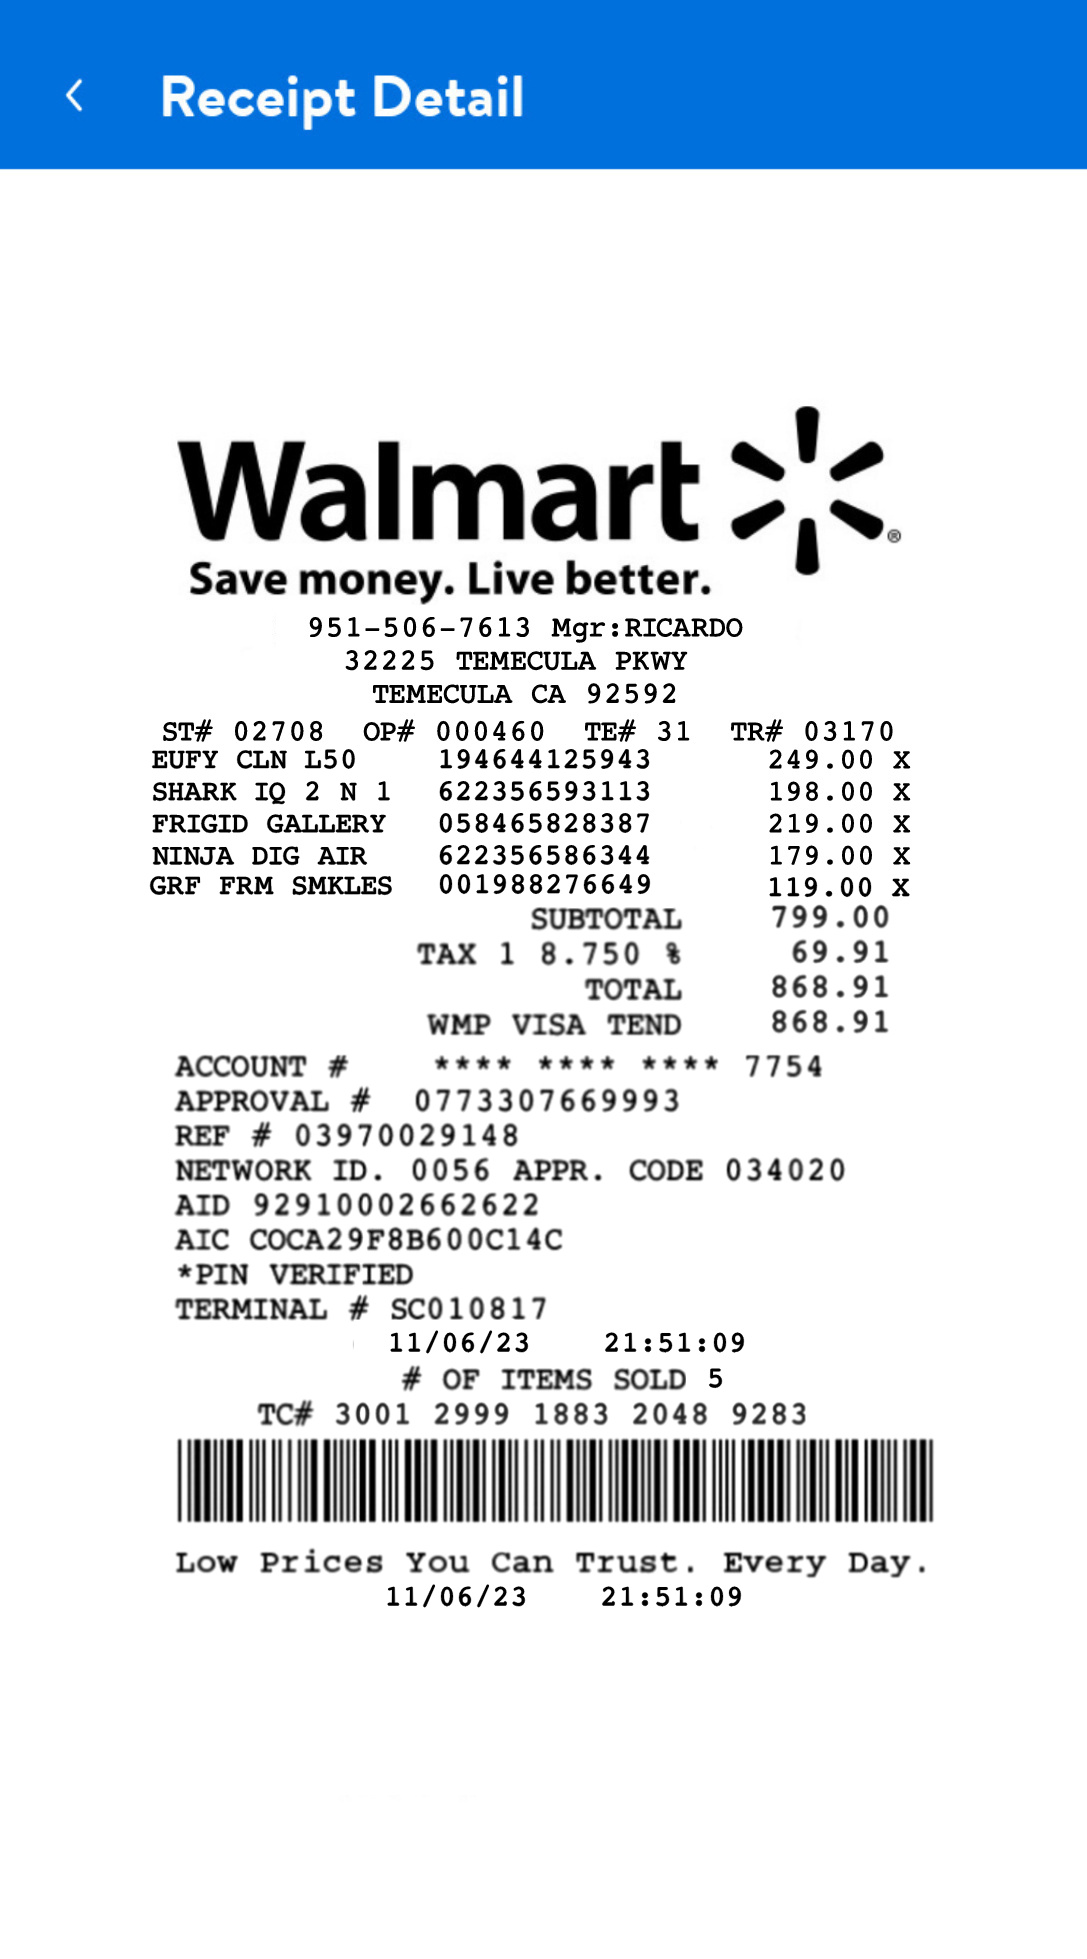 Receipt Detail
Walmart
Save money. Live better.
951-506-7613 Mgr:RICARDO
32225 TEMECULA PKWY
TEMECULA CA 92592
ST# 02708 OP# 000460 TE# 31 TR# 03170
EUFY CLN L50 194644125943 249.00 X
SHARK IQ 2 N 1 622356593113 198.00 X
FRIGID GALLERY 058465828387 219.00 X
NINJA DIG AIR 622356586344 179.00 X
GRF FRM SMKLES 001988276649 119.00 X
SUBTOTAL 799.00
TAX 1 8.750 % 69.91
TOTAL 868.91
WMP VISA TEND 868.91
ACCOUNT # **** **** **** 7754
APPROVAL # 0773307669993
REF # 03970029148
NETWORK ID. 0056 APPR. CODE 034020
AID 92910002662622
AIC COCA29F8B600C14C
*PIN VERIFIED
TERMINAL # SC010817
11/06/23 21:51:09
# OF ITEMS SOLD 5
TC# 3001 2999 1883 2048 9283
Low Prices You Can Trust. Every Day.
11/06/23 21:51:09